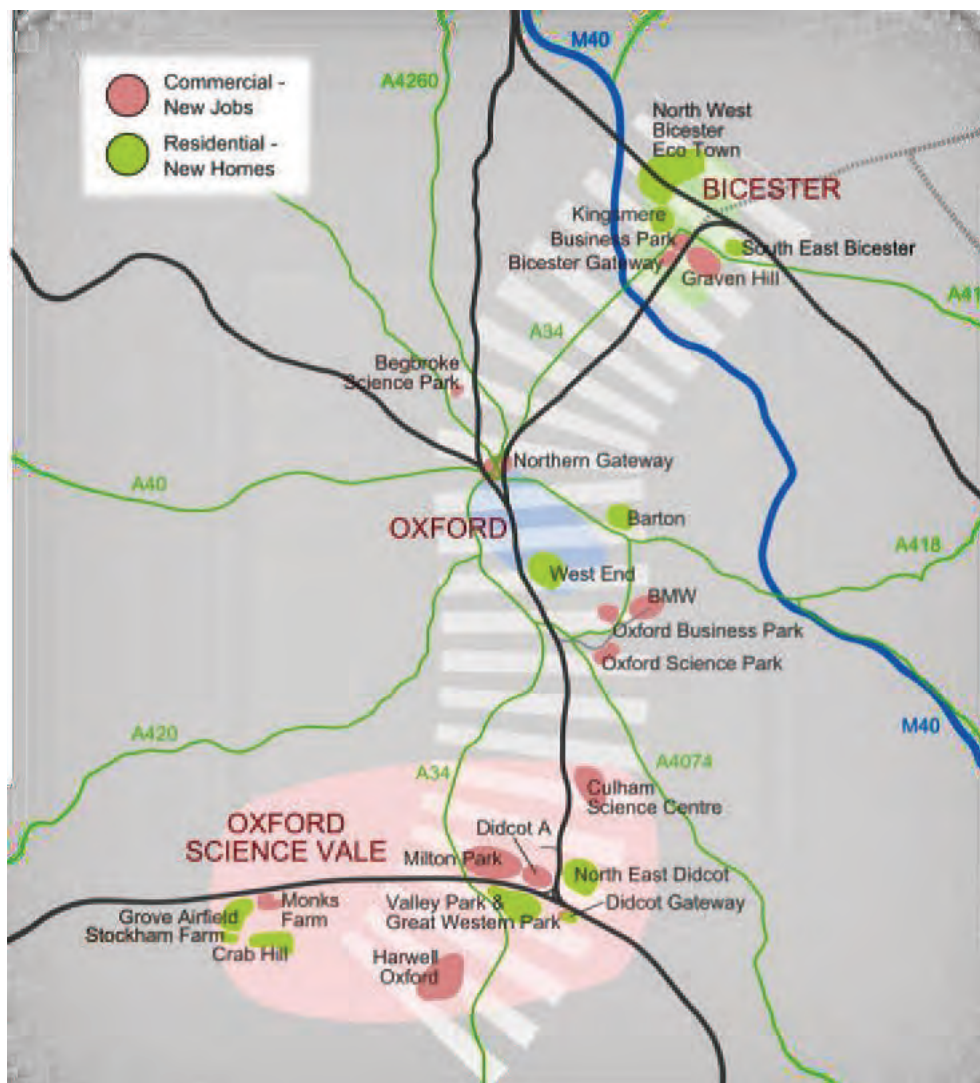 M40
Commercial -
New Jobs
Residential -
New Homes
A4260
North West
Bicester
Eco Town
BICESTER
Kingsmere
Business Park
South East Bicester
Bicester Gateway
Graven Hill
A41
A34
Begbroke
Science Park
Northern Gateway
A40
OXFORD
Barton
A418
West End
BMW
Oxford Business Park
Oxford Science Park
A420
M40
A34
A4074
Culham
Science Centre
OXFORD
SCIENCE VALE
Didcot A
Milton Park
North East Didcot
Monks
Farm
Valley Park &
Great Western Park
Didcot Gateway
Grove Airfield
Stockham Farm
Crab Hill
Harwell
Oxford